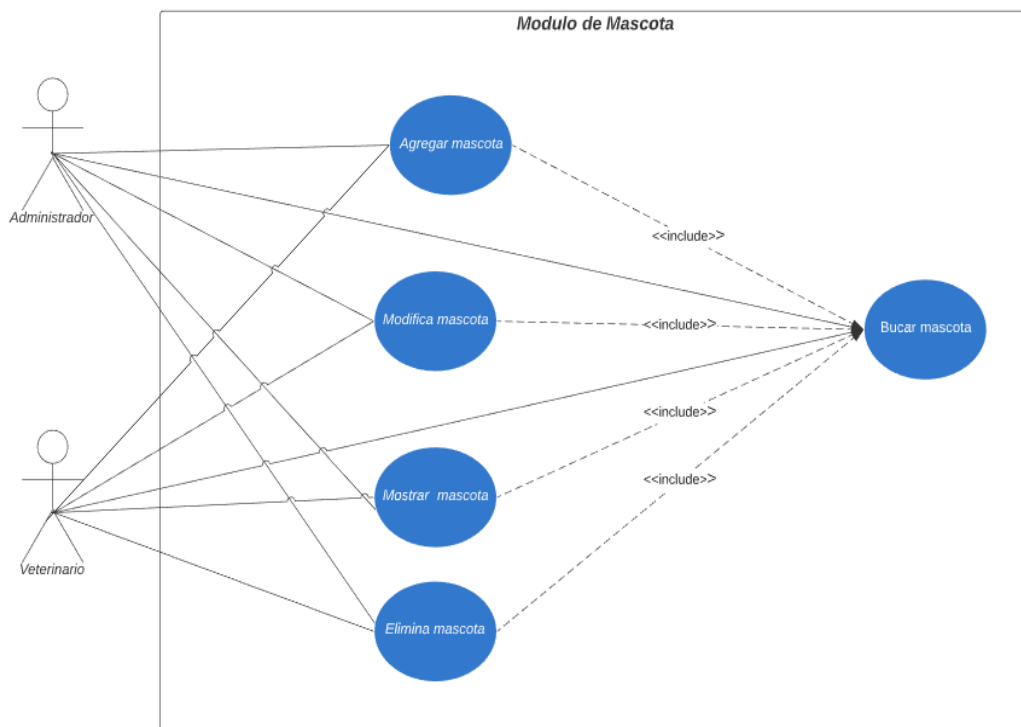 Modulo de Mascota
Agregar mascota
Administrador
<<include>>
Modifica mascota
<<include>>
Bucar mascota
<<include>>
Mostrar mascota
<<include>>
Veterinario
Elimina mascota